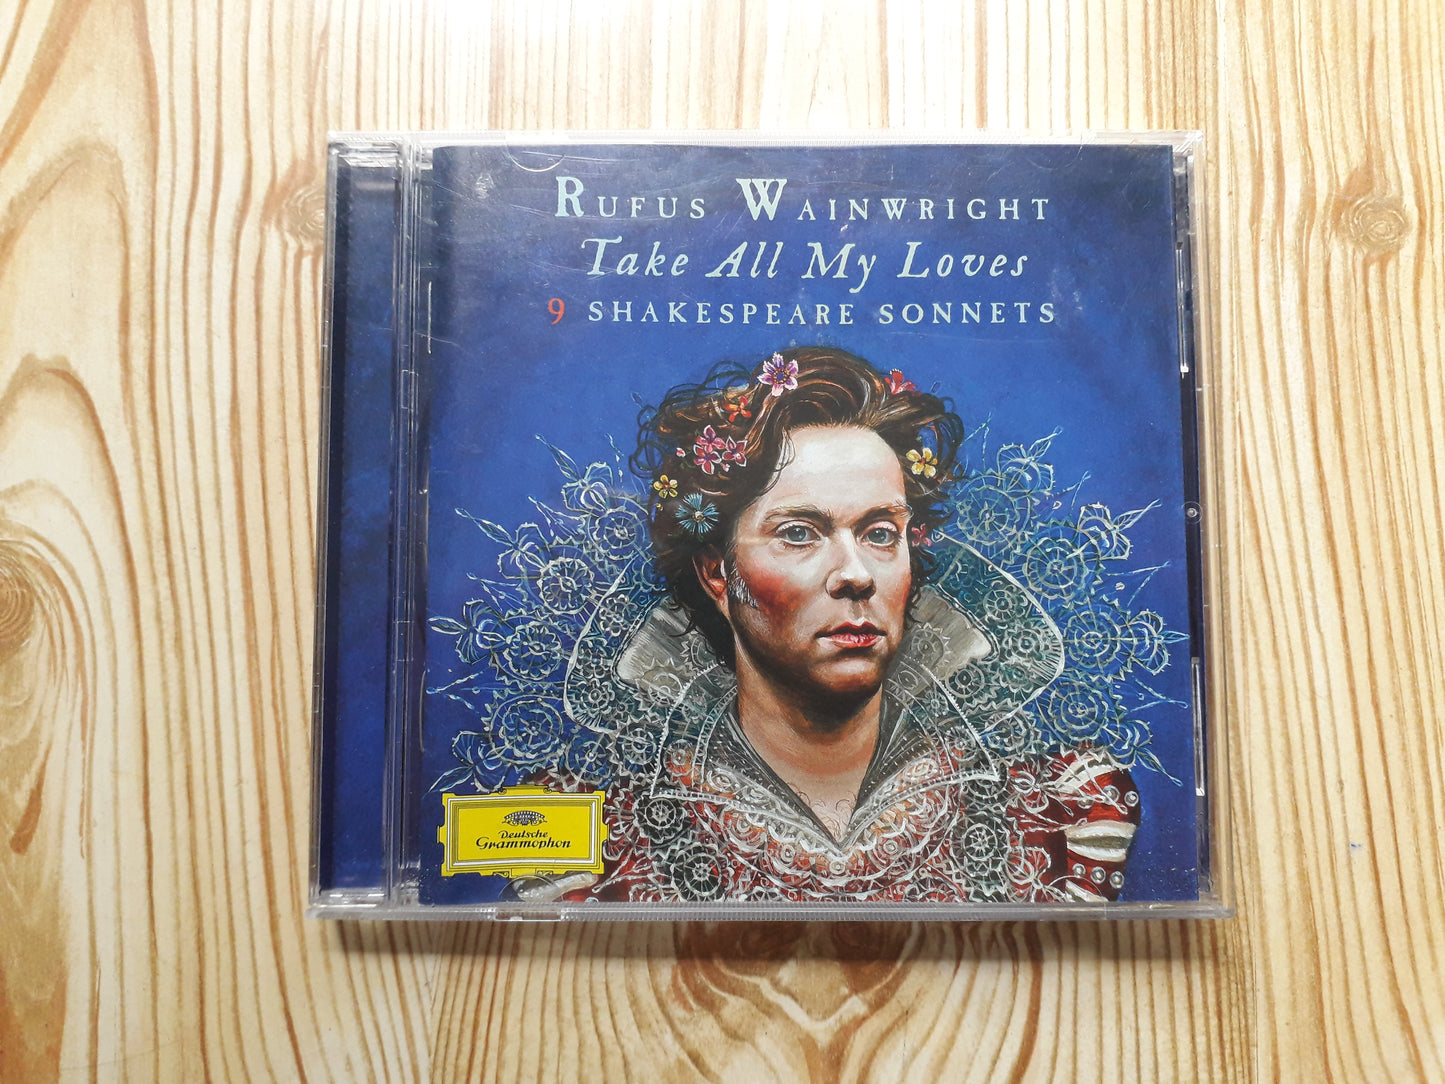 RUFUS WAINWRIGHT
Take All My Loves
9 SHAKESPEARE SONNETS
Deutsche
Grammophon